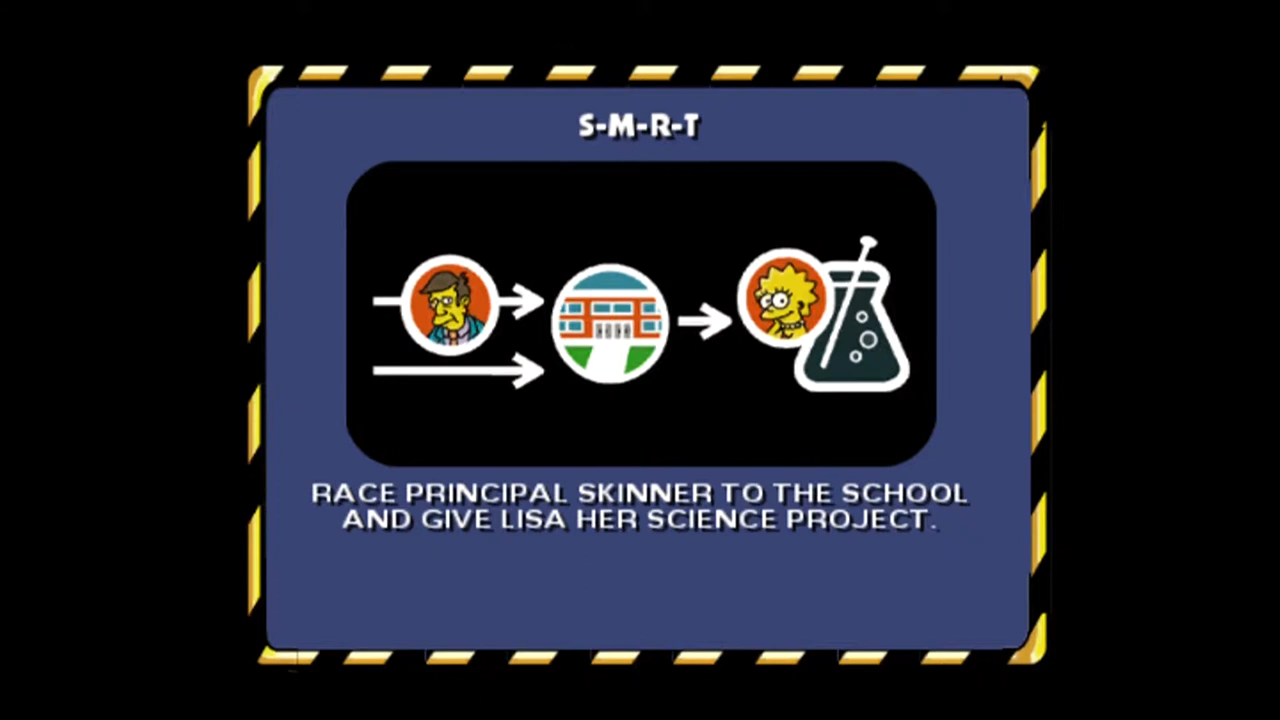 S-M-R-T
RACE PRINCIPAL SKINNER TO THE SCHOOL
AND GIVE LISA HER SCIENCE PROJECT.